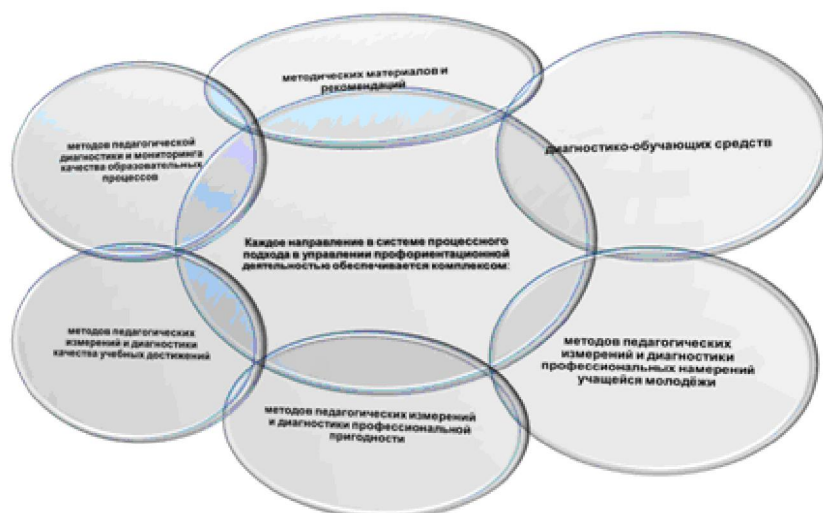 методических материалов и
рекомендаций
методов педагогической
диагностики и мониторинга
качества образовательных
процессов
диагностико-обучающих средств
Каждое направление в системе процессного
подхода в управлении профориентационной
деятельностью обеспечивается комплексом:
методов педагогических
измерений и диагностики
качества учебных достижений
методов педагогических
измерений и диагностики
профессиональных намерений
учащейся молодёжи
методов педагогических измерений
и диагностики профессиональной
пригодности